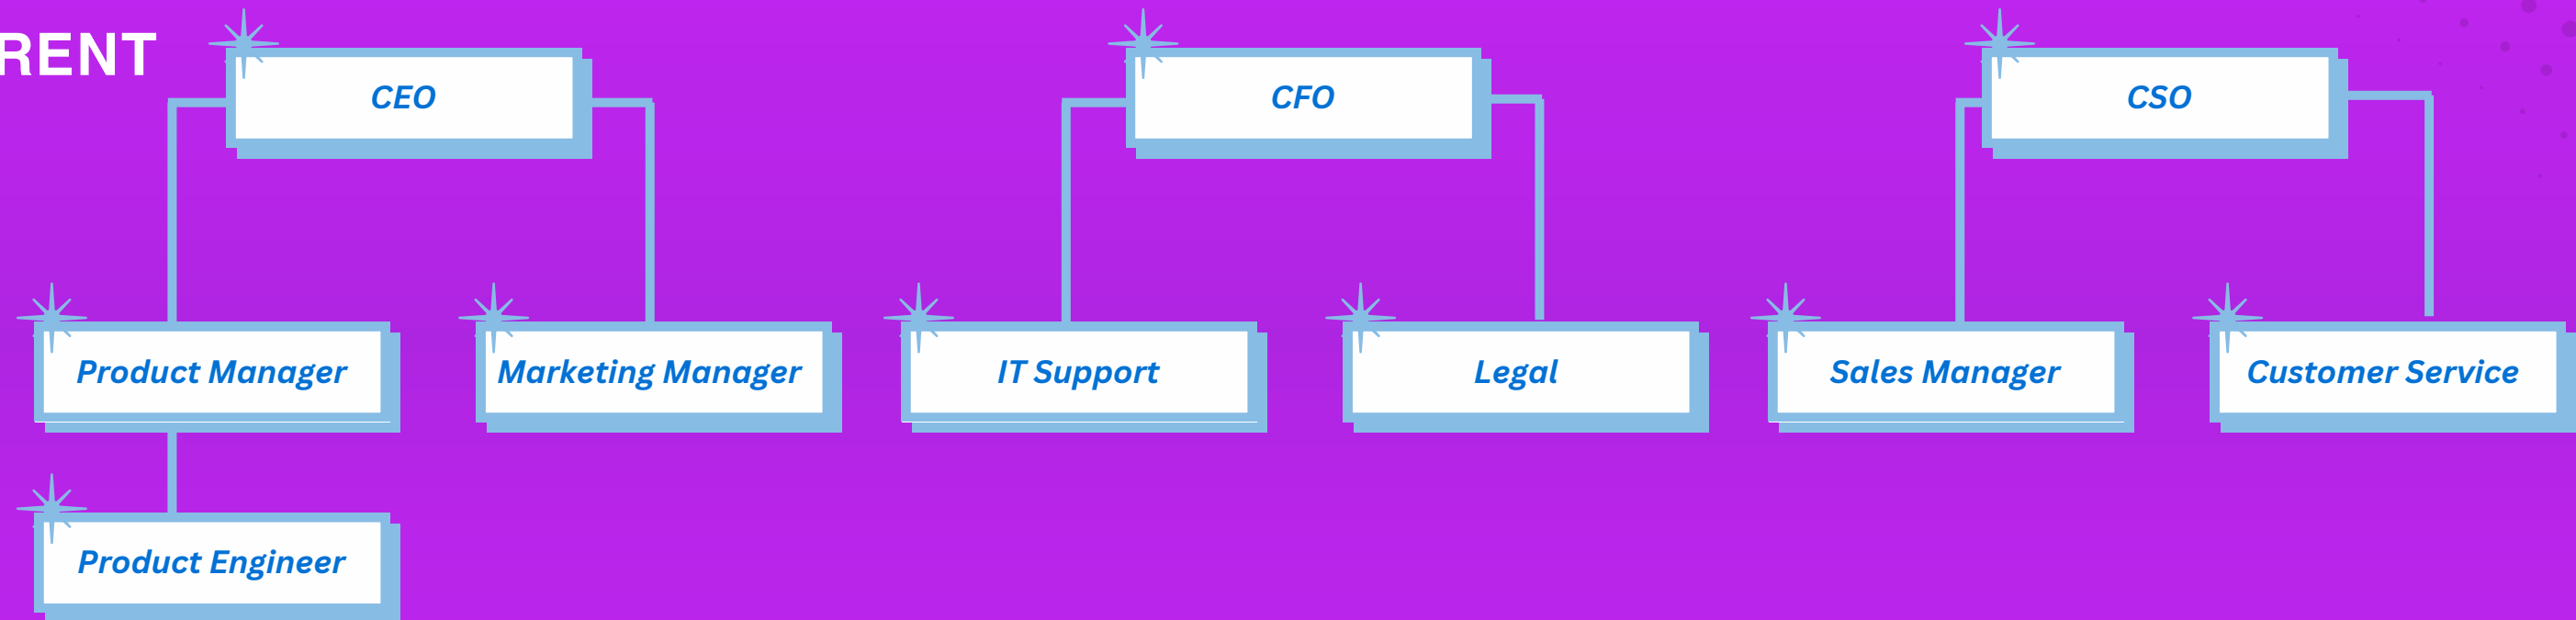 RENT
CEO
CFO
CSO
Product Manager
Marketing Manager
IT Support
Legal
Sales Manager
Customer Service
Product Engineer